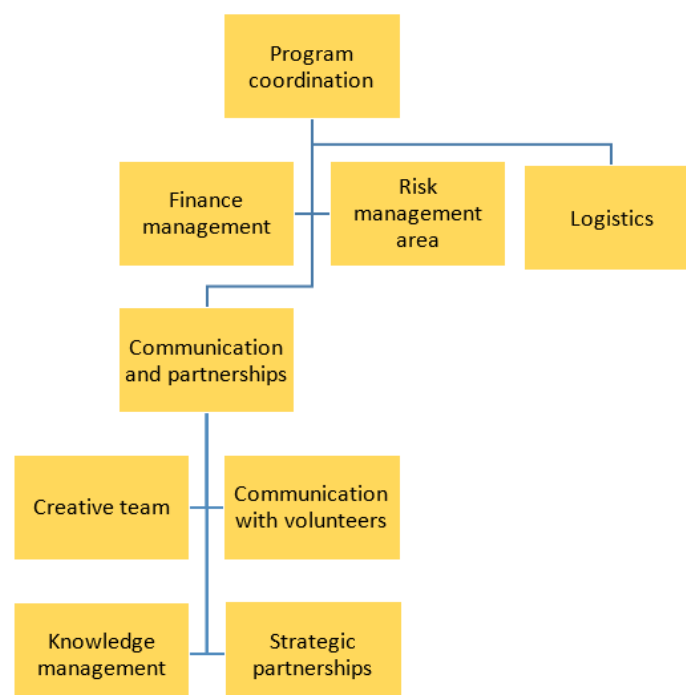 Program
coordination
Finance
management
Risk
management
area
Logistics
Communication
and partnerships
Creative team
Communication
with volunteers
Knowledge
management
Strategic
partnerships